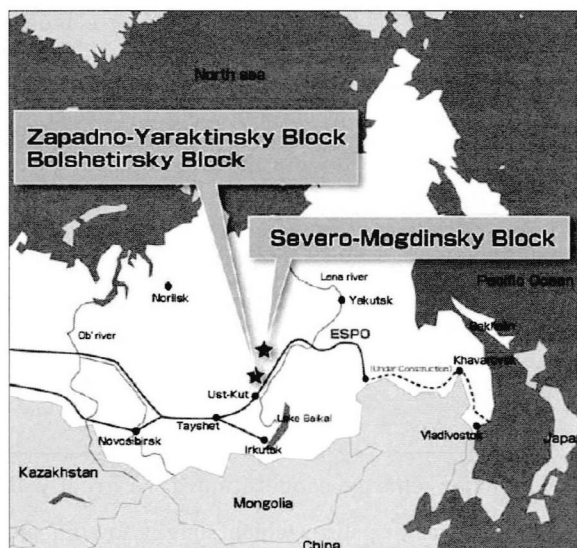 North sea
Zapadno-Yaraktinsky Block
Bolshetirsky Block
Severo-Mogdinsky Block
Pacific Ocean
Lena river
Norilsk
Yakutsk
Sakhalin
Ob' river
ESPO
(Under Construction)
Khavarovsk
Ust-Kut
Lake Baikal
Tayshet
Novosibirsk
Irkutsk
Vladivostok
Japan
Kazakhstan
Mongolia
China